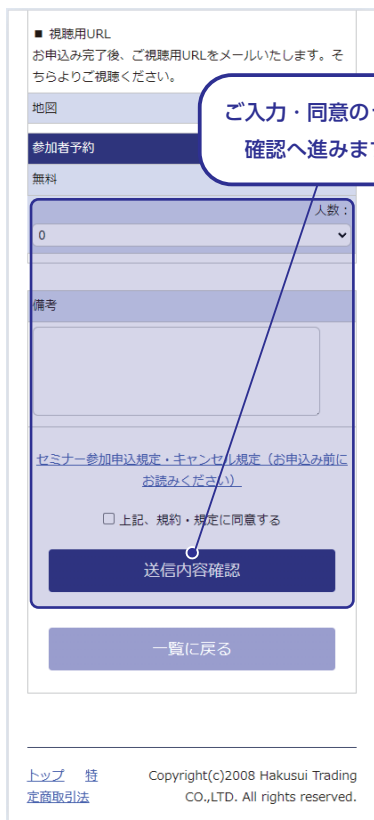 ■ 視聴用URL
お申込み完了後、ご視聴用URLをメールいたします。そ
ちらよりご視聴ください。
地図
ご入力・同意の
確認へ進みま
参加者予約
無料
人数：
0
備考
セミナー参加申込規定・キャンセル規定（お申込み前に
お読みください）
上記、規約・規定に同意する
送信内容確認
一覧に戻る
トップ 特
定商取引法
Copyright(c)2008 Hakusui Trading
CO.,LTD. All rights reserved.